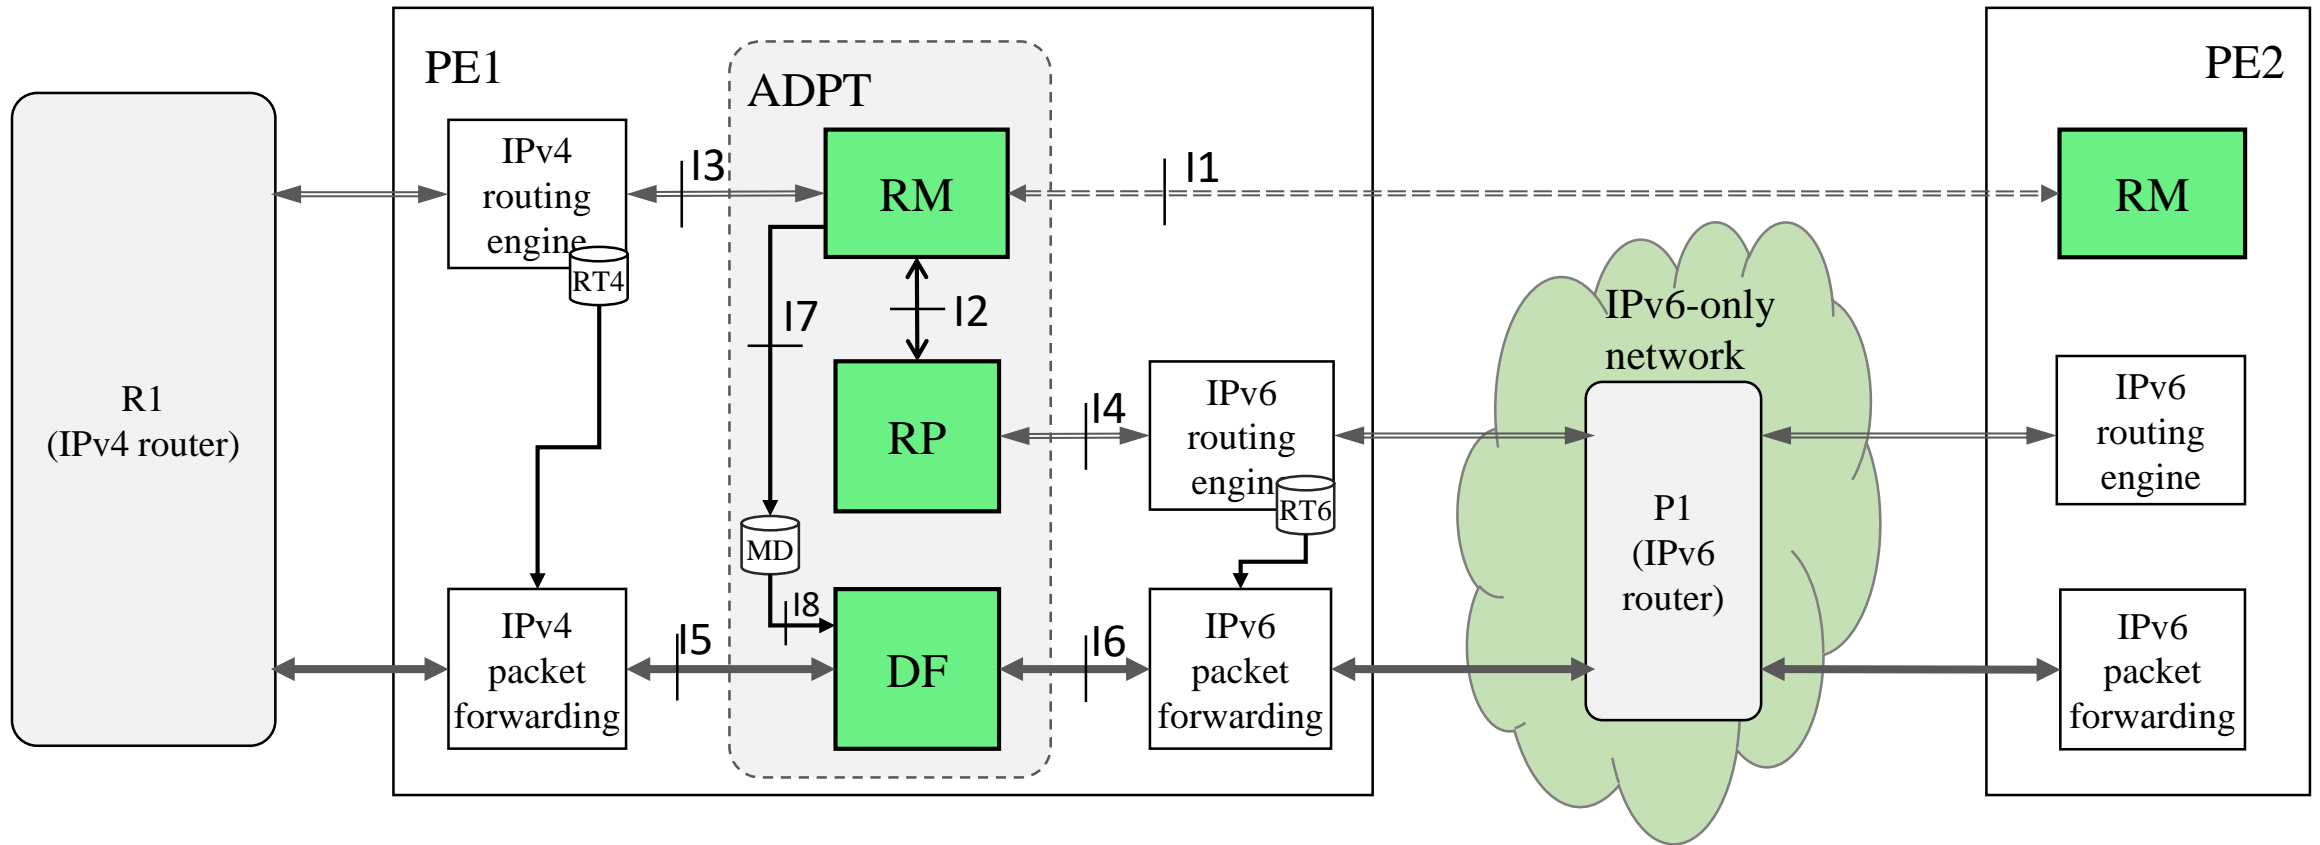 PE1
ADPT
PE2
R1
(IPv4 router)
IPv4
routing
engine
RT4
I3
RM
I1
RM
I7
I2
IPv6-only
network
RP
I4
IPv6
routing
engin
RT6
P1
(IPv6
router)
IPv6
routing
engine
MD
I8
IPv4
packet
forwarding
I5
DF
I6
IPv6
packet
forwarding
IPv6
packet
forwarding